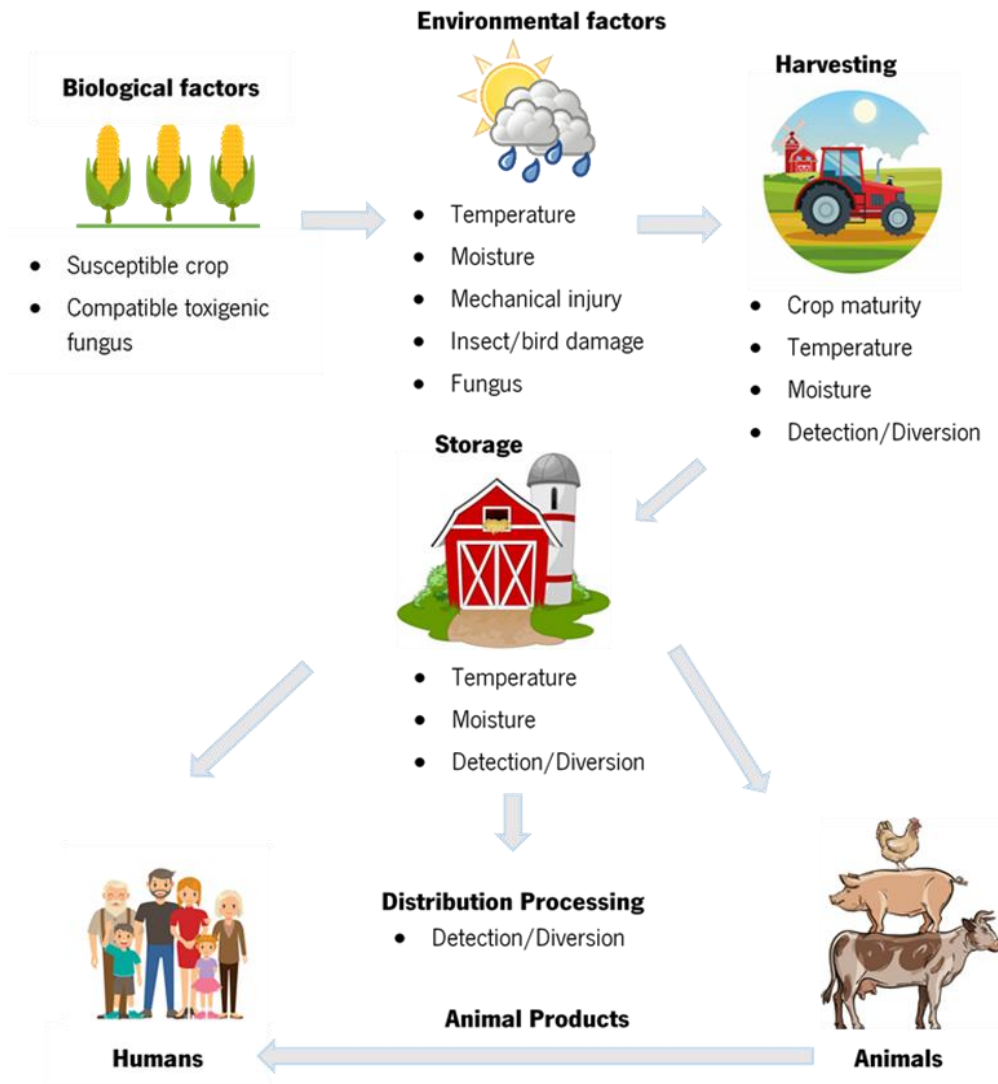 Biological factors
Susceptible crop
Compatible toxigenic
fungus
Environmental factors
Temperature
Moisture
Mechanical injury
Insect/bird damage
Fungus
Harvesting
Crop maturity
Temperature
Moisture
Detection/Diversion
Storage
Temperature
Moisture
Detection/Diversion
Distribution Processing
Detection/Diversion
Animal Products
Humans
Animals